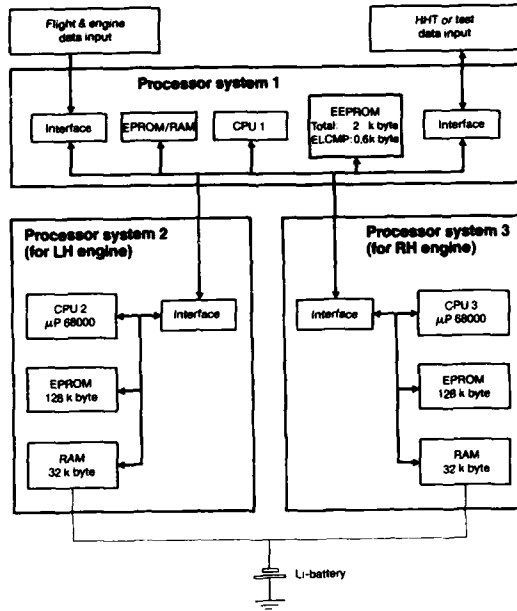 Flight & engine
data input
HHT or test
data input
Processor system 1
Interface
EPROM/RAM
CPU 1
EEPROM
Total: 2 k byte
ELCMP: 0,6k byte
Interface
Processor system 2
(for LH engine)
CPU 2
µP 68000
Interface
EPROM
128 k byte
RAM
32 k byte
Processor system 3
(for RH engine)
Interface
CPU 3
µP 68000
EPROM
128 k byte
RAM
32 k byte
Li-battery